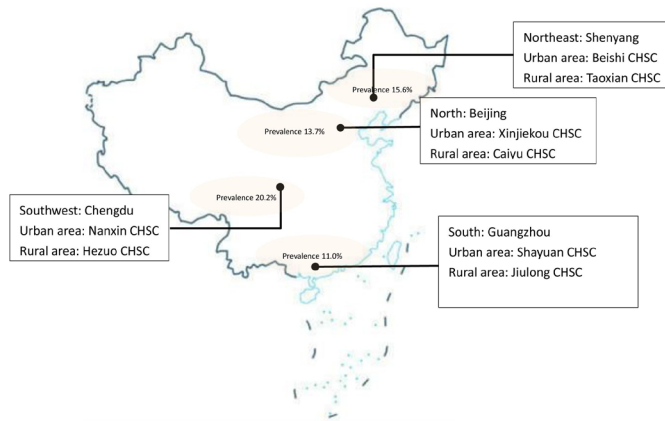 Northeast: Shenyang
Urban area: Beishi CHSC
Rural area: Taoxian CHSC
Prevalence 15.6%
North: Beijing
Urban area: Xinjiekou CHSC
Rural area: Caiyu CHSC
Prevalence 13.7%
Prevalence 20.2%
Southwest: Chengdu
Urban area: Nanxin CHSC
Rural area: Hezuo CHSC
South: Guangzhou
Urban area: Shayuan CHSC
Rural area: Jiulong CHSC
Prevalence 11.0%